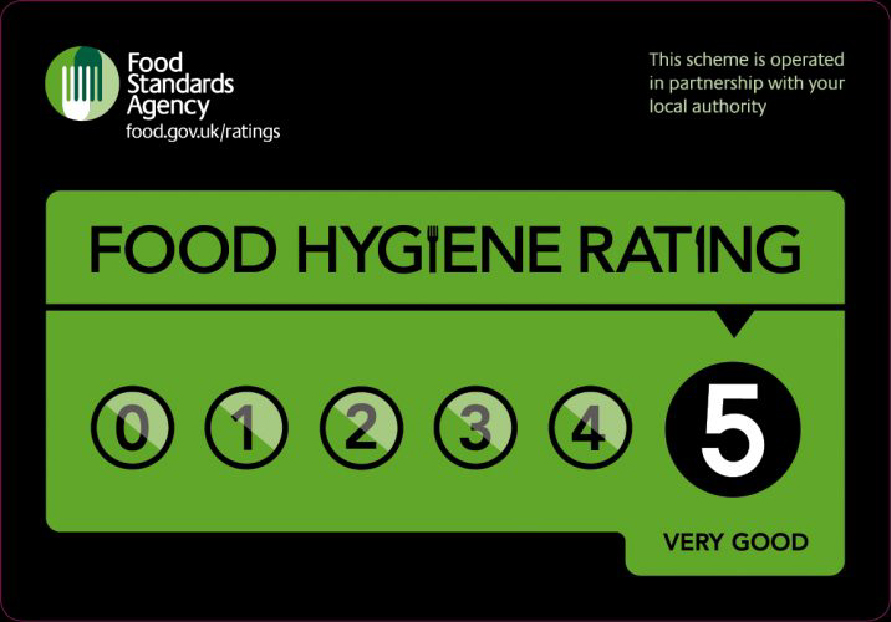 Food
Standards
Agency
food.gov.uk/ratings
This scheme is operated
in partnership with your
local authority
FOOD HYGIENE RATING
0 1 2 3 4 5
VERY GOOD